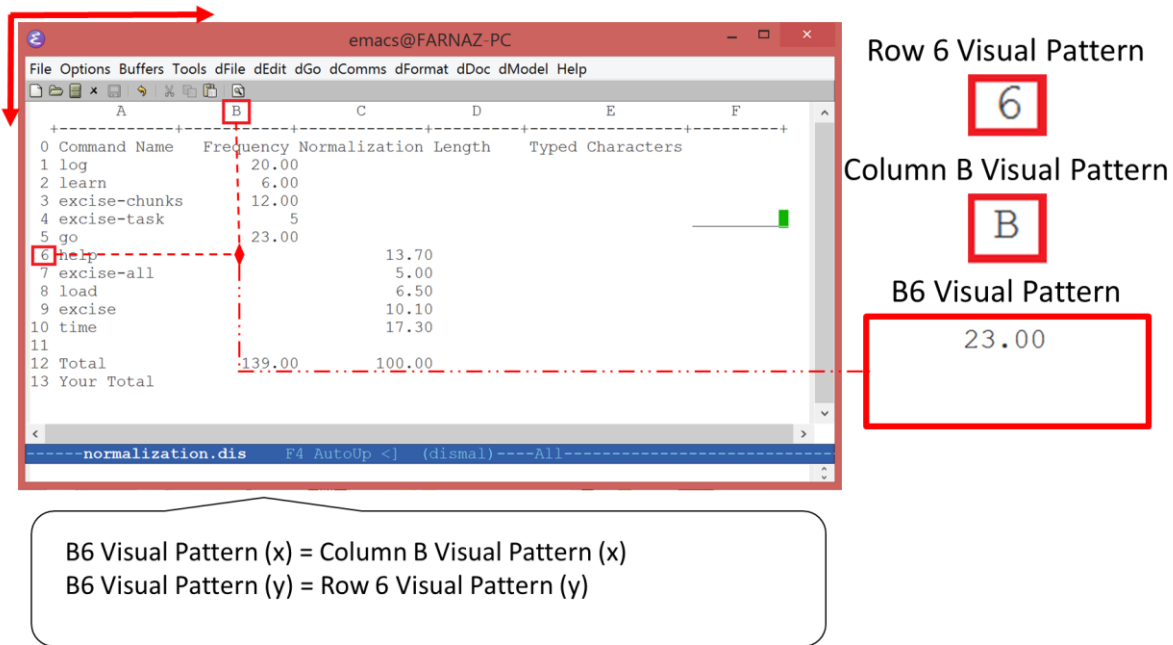 emacs@FARNAZ-PC
File Options Buffers Tools dFile dEdit dGo dComms dFormat dDoc dModel Help
A B C D E F
+-------------+------------+--------------+----------+-----------------+---------+
0 Command Name Frequency Normalization Length Typed Characters
1 log 20.00
2 learn 6.00
3 excise-chunks 12.00
4 excise-task 5
5 go 23.00
6 help 13.70
7 excise-all 5.00
8 load 6.50
9 excise 10.10
10 time 17.30
11
12 Total 139.00 100.00
13 Your Total
------normalization.dis F4 AutoUp <] (dismal)----All---------------------------
Row 6 Visual Pattern
6
Column B Visual Pattern
B
B6 Visual Pattern
23.00
B6 Visual Pattern (x) = Column B Visual Pattern (x)
B6 Visual Pattern (y) = Row 6 Visual Pattern (y)